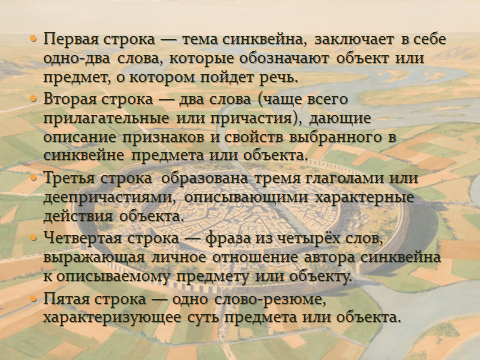 • Первая строка — тема синквейна, заключает в себе
одно-два слова, которые обозначают объект или
предмет, о котором пойдет речь.
• Вторая строка — два слова (чаще всего
прилагательные или причастия), дающие
описание признаков и свойств выбранного в
синквейне предмета или объекта.
• Третья строка образована тремя глаголами или
деепричастиями, описывающими характерные
действия объекта.
• Четвертая строка — фраза из четырёх слов,
выражающая личное отношение автора синквейна
к описываемому предмету или объекту.
• Пятая строка — одно слово-резюме,
характеризующее суть предмета или объекта.